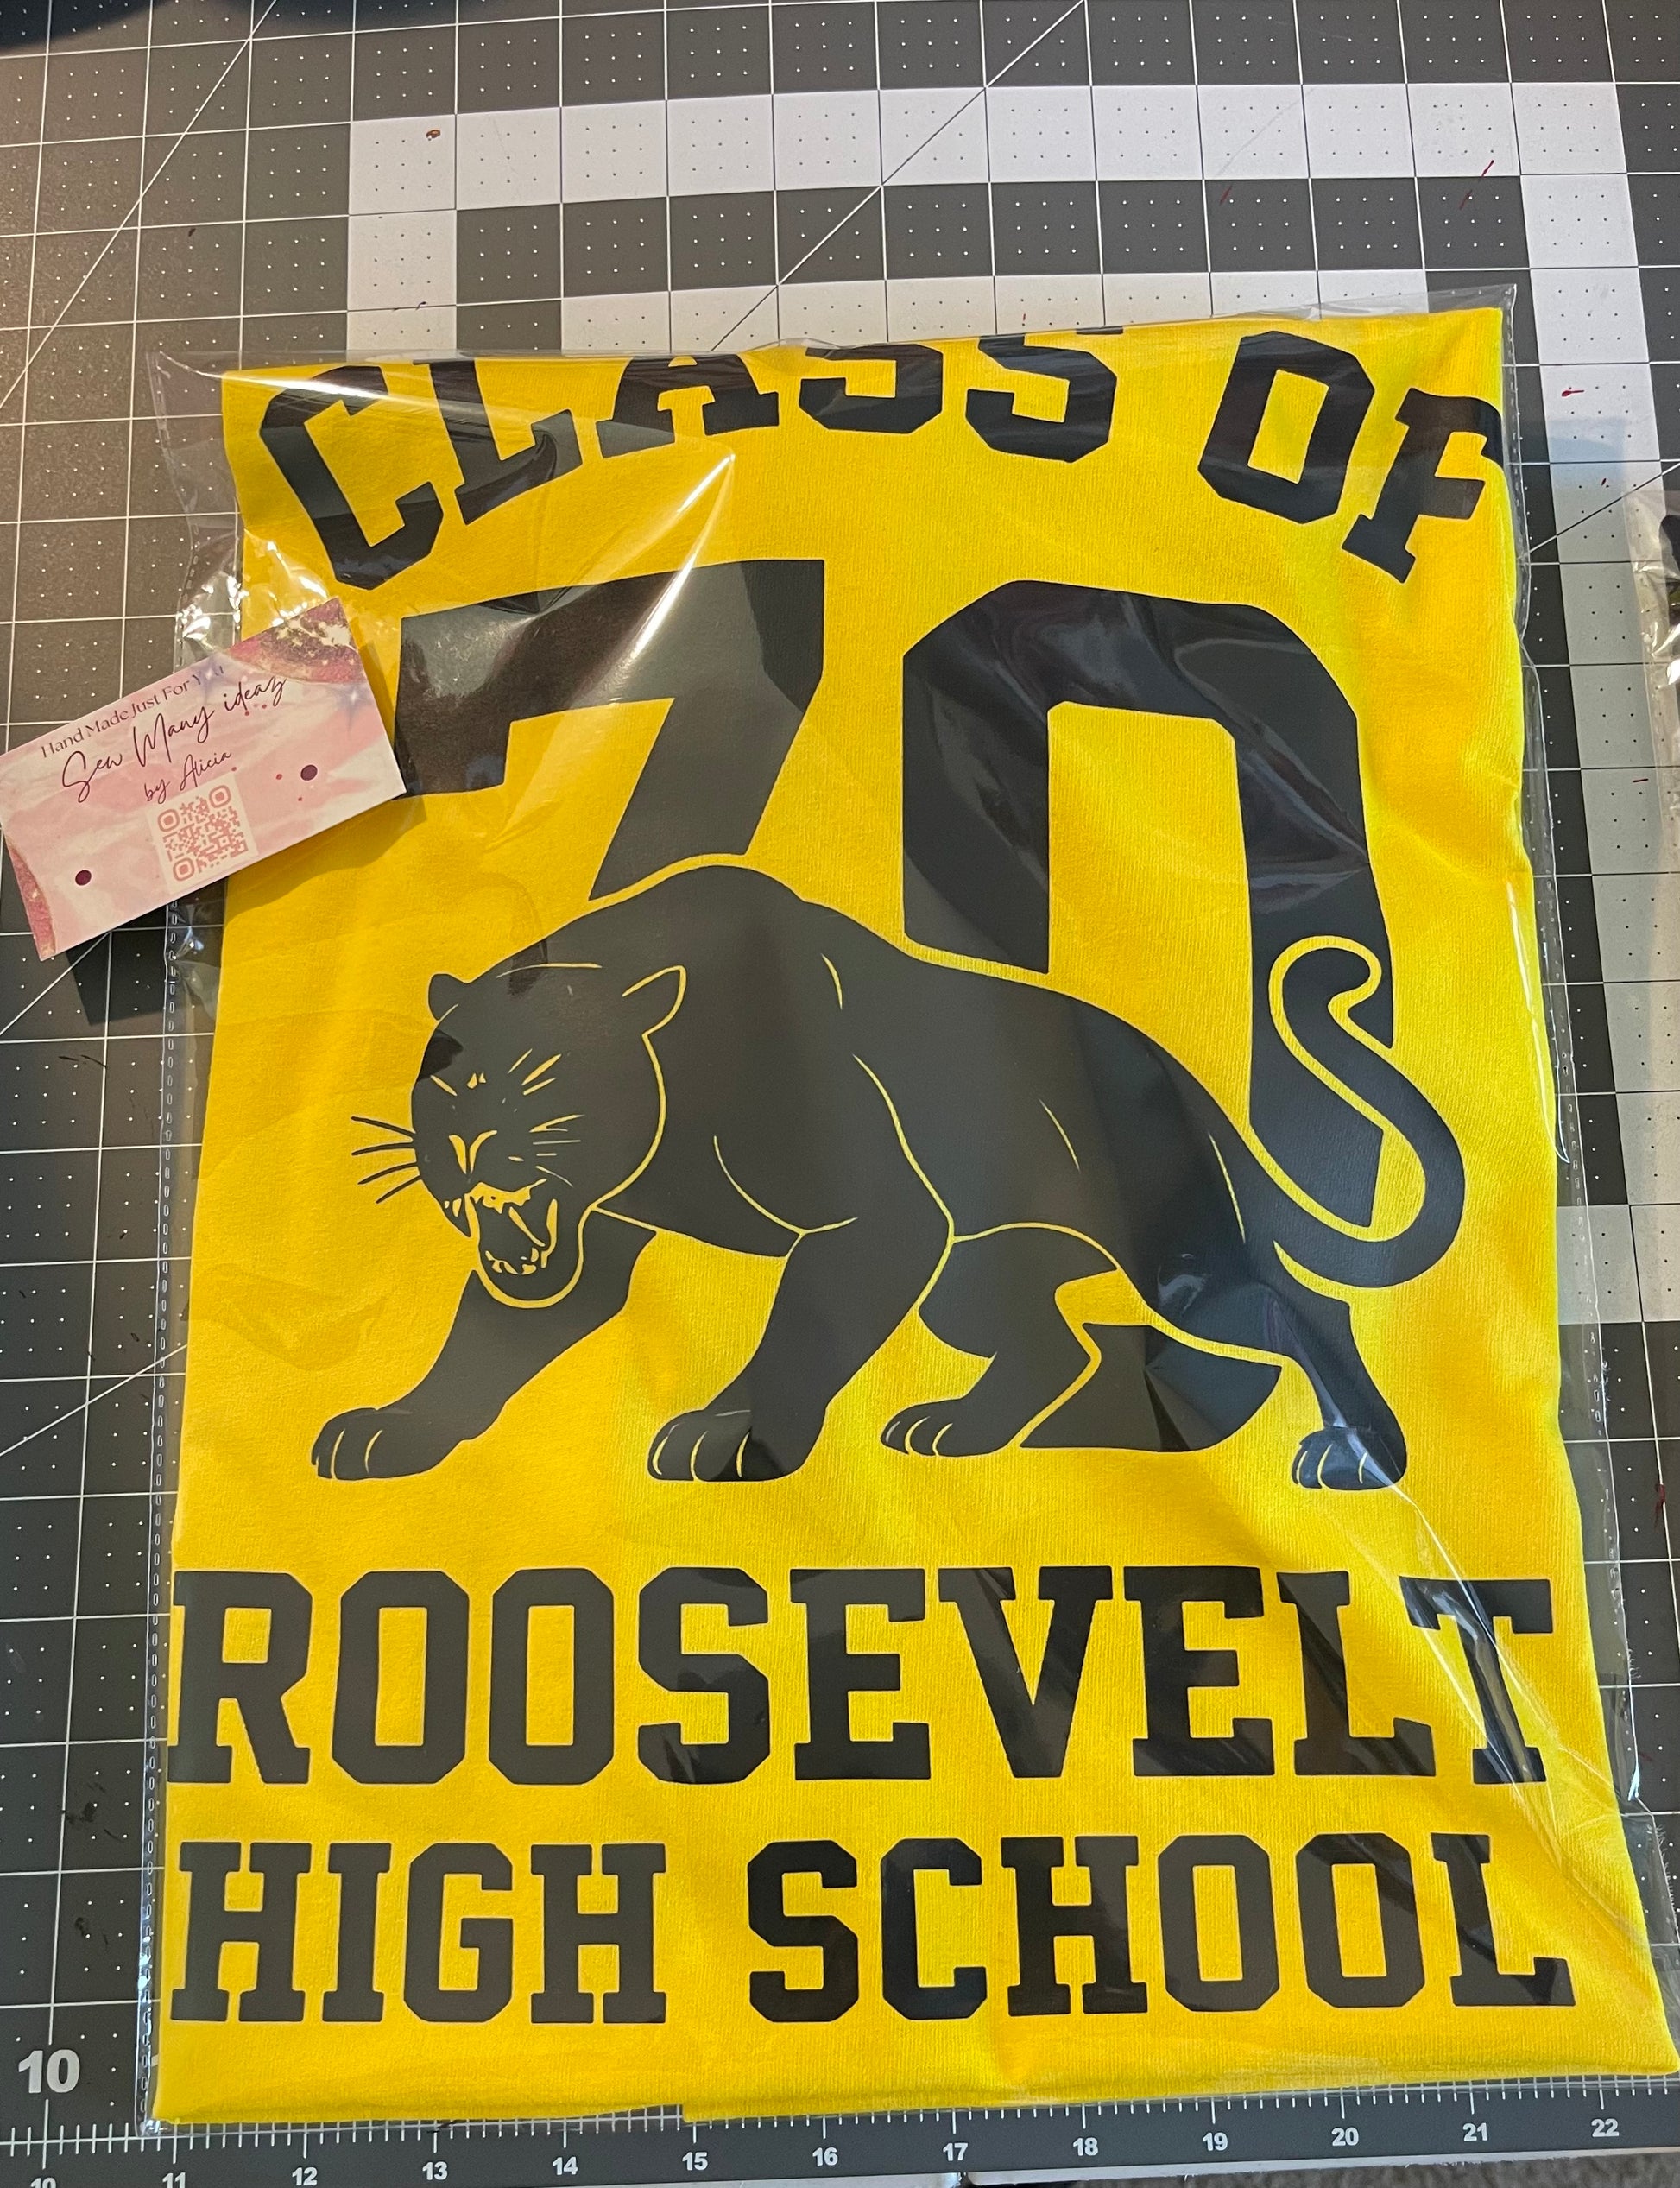 CLASS OF
70
Hand Made Just For You
Sew Many ideaz
by Alicia
ROOSEVELT
HIGH SCHOOL
10
10 11 12 13 14 15 16 17 18 19 20 21 22